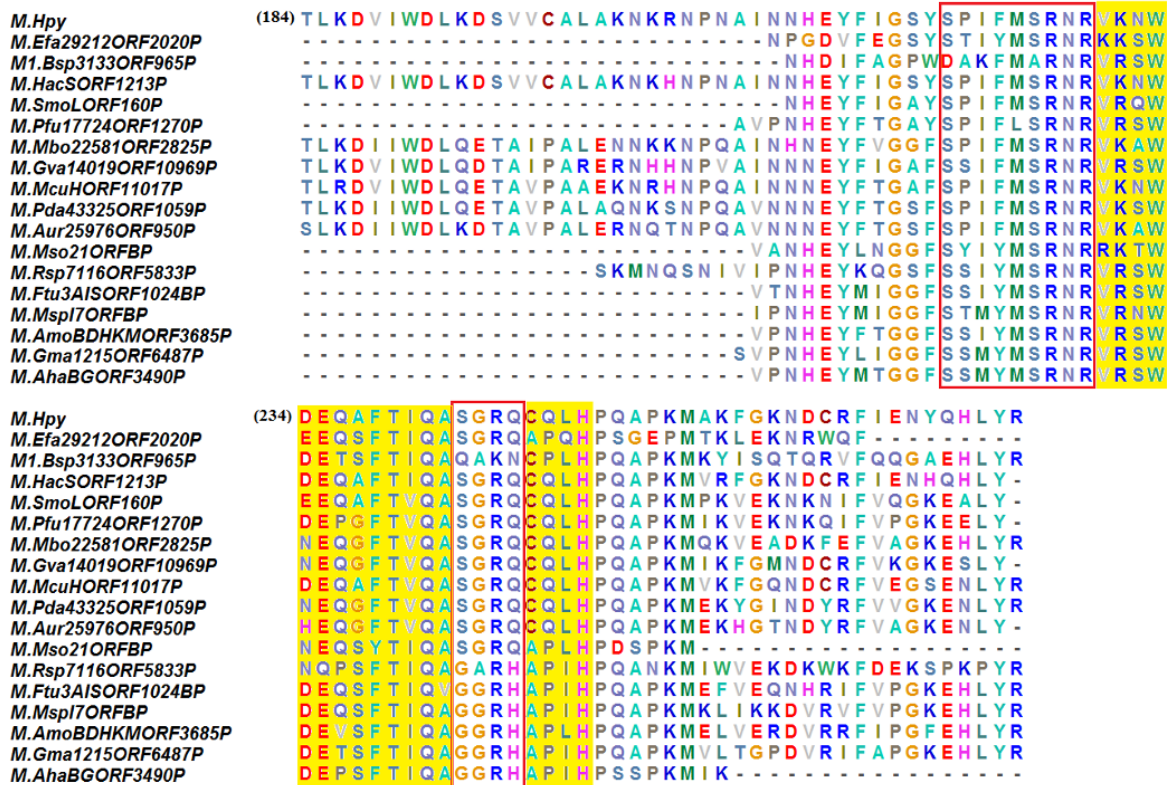 M.Hpy (184) TLKDVIWDLKDSVVCALAKNKRNPNAINNHEYFIGSYSPIFMSRNRVKNW
M.Efa29212ORF2020P ---------------------------NPGDVFEGSYSTIYMSRNRKKSW
M1.Bsp3133ORF965P ----------------------------NHDIFAGPWDAKFMARNRVRSW
M.HacSORF1213P TLKDVIWDLKDSVVCALAKNKHNPNAINNHEYFIGSYSPIFMSRNRVKNW
M.SmoLORF160P ----------------------------NHEYFIGAYSPIFMSRNRVRQW
M.Pfu17724ORF1270P -------------------------AVPNHEYFTGAYSPIFLSRNRVRSW
M.Mbo22581ORF2825P TLKDIIWDLQETAIPALENNKKNPQAINHNEYFVGGFSPIFMSRNRVKAW
M.Gva14019ORF10969P TLKDVIWDLQDTAIPARERNHHNPVAINNNEYFIGAFSSIFMSRNRVRSW
M.McuHORF11017P TLRDVIWDLQETAVPAAEKNRHNPQAINNNEYFTGAFSPIFMSRNRVKNW
M.Pda43325ORF1059P TLKDIIWDLQETAVPALAQNKSNPQAVNNNEYFTGSFSPIFMSRNRVKSW
M.Aur25976ORF950P SLKDIIWDLKDTAVPALERNQTNPQAVNNNEYFTGSFSPIFMSRNRVKAW
M.Mso21ORFBP --------------------------VANHEYLNGGFSYIYMSRNRRKTW
M.Rsp7116ORF5833P -----------------SKMNQSNIVIPNHEYKQGSFSSIYMSRNRVRSW
M.Ftu3AISORF1024BP --------------------------VTNHEYMIGGFSSIYMSRNRVRSW
M.Mspl7ORFBP --------------------------IPNHEYMIGGFSTMYMSRNRVRNW
M.AmoBDHKMORF3685P --------------------------VPNHEYFTGGFSSIYMSRNRVRSW
M.Gma1215ORF6487P -------------------------SVPNHEYLIGGFSSMYMSRNRVRSW
M.AhaBGORF3490P --------------------------VPNHEYMTGGFSSMYMSRNRVRSW
M.Hpy (234) DEQAFTIQASGRQCQLHPQAPKMAKFGKNDCRFIENYQHLYR
M.Efa29212ORF2020P EEQSFTIQASGRQAPQHPSGEPMTKLEKNRWQF---------
M1.Bsp3133ORF965P DETSFTIQAQAKNCPLHPQAPKMKYISQTQRVFQQGAEHLYR
M.HacSORF1213P DEQAFTIQASGRQCQLHPQAPKMVRFGKNDCRFIENHQHLY-
M.SmoLORF160P EEQAFTVQASGRQCQLHPQAPKMPKVEKNKNIFVQGKEALY-
M.Pfu17724ORF1270P DEPGFTVQASGRQCQLHPQAPKMIKVEKNKQIFVPGKEELY-
M.Mbo22581ORF2825P NEQGFTVQASGRQCQLHPQAPKMQKVEADKFEFVAGKEHLYR
M.Gva14019ORF10969P NEQGFTVQASGRQCQLHPQAPKMIKFGMNDCRFVKGKESLY-
M.McuHORF11017P DEQAFTVQASGRQCQLHPQAPKMVKFGQNDCRFVEGSENLYR
M.Pda43325ORF1059P NEQGFTVQASGRQCQLHPQAPKMEKYGINDYRFVVGKENLYR
M.Aur25976ORF950P HEQGFTVQASGRQCQLHPQAPKMEKHGTNDYRFVAGKENLY-
M.Mso21ORFBP NEQSYTIQASGRQAPLHPDSPKM-------------------
M.Rsp7116ORF5833P NQPSFTIQAGARHAPIHPQANKMIWVEKDKWKFDEKSPKPYR
M.Ftu3AISORF1024BP DEQSFTIQVGGRHAPIHPQAPKMEFVEQNHRIFVPGKEHLYR
M.Mspl7ORFBP DEQSFTIQAGGRHAPIHPQAPKMKLIKKDVRVFVPGKEHLYR
M.AmoBDHKMORF3685P DEVSFTIQAGGRHAPLHPQAPKMELVERDVRRFIPGFEHLYR
M.Gma1215ORF6487P DETSFTIQAGGRHAPIHPQAPKMVLTGPDVRIFAPGKEHLYR
M.AhaBGORF3490P DEPSFTIQAGGRHAPIHPSSPKMIK-----------------